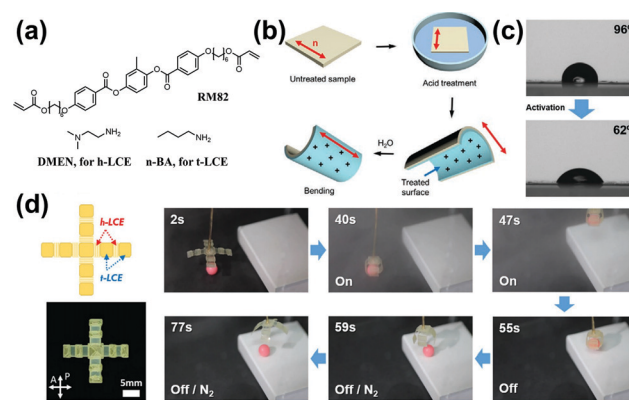 (a)
RM82
DMEN, for h-LCE
n-BA, for t-LCE
(b)
n
Untreated sample
Acid treatment
H₂O
Bending
Treated
surface
(c)
96%
Activation
62%
(d)
h-LCE
t-LCE
A
P
5mm
2s
40s
On
47s
On
77s
Off / N₂
59s
Off / N₂
55s
Off